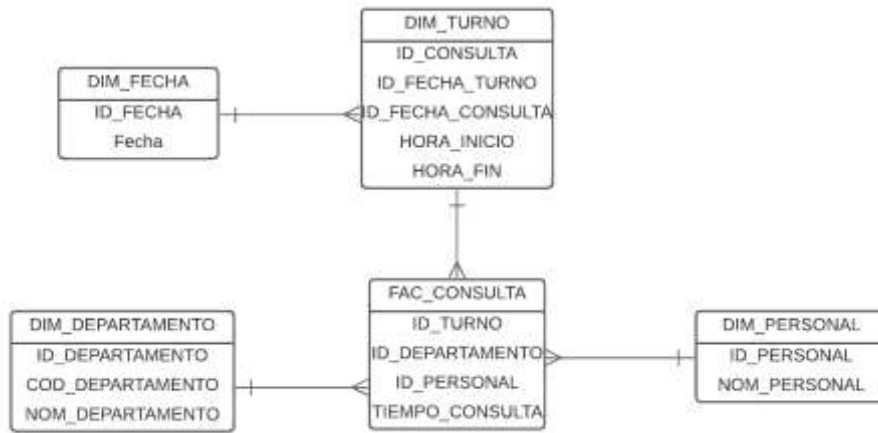 DIM_TURNO
ID_CONSULTA
ID_FECHA_TURNO
ID_FECHA_CONSULTA
HORA_INICIO
HORA_FIN
DIM_FECHA
ID_FECHA
Fecha
FAC_CONSULTA
ID_TURNO
ID_DEPARTAMENTO
ID_PERSONAL
TIEMPO_CONSULTA
DIM_DEPARTAMENTO
ID_DEPARTAMENTO
COD_DEPARTAMENTO
NOM_DEPARTAMENTO
DIM_PERSONAL
ID_PERSONAL
NOM_PERSONAL